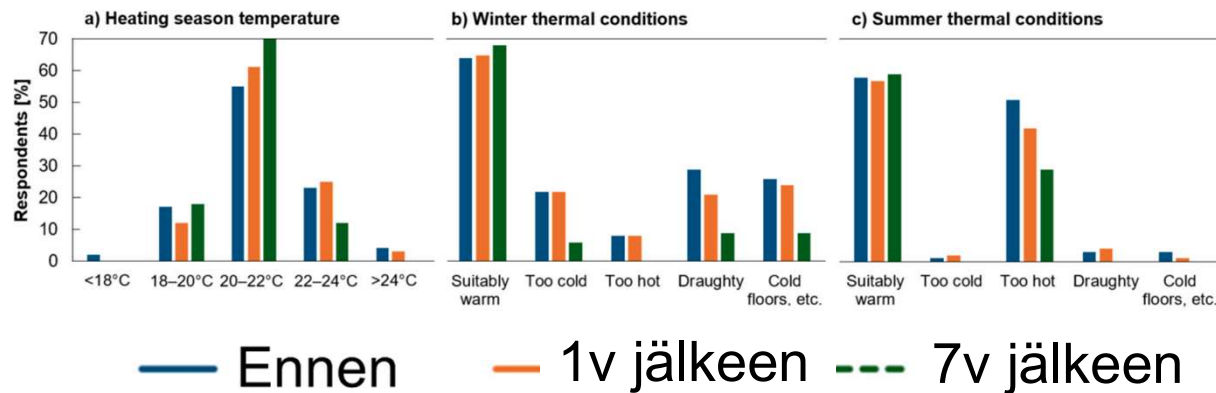 a) Heating season temperature
b) Winter thermal conditions
c) Summer thermal conditions
Respondents [%]
70
60
50
40
30
20
10
0
<18°C 18–20°C 20–22°C 22–24°C >24°C
Suitably warm Too cold Too hot Draughty Cold floors, etc.
Suitably warm Too cold Too hot Draughty Cold floors, etc.
Ennen 1v jälkeen 7v jälkeen